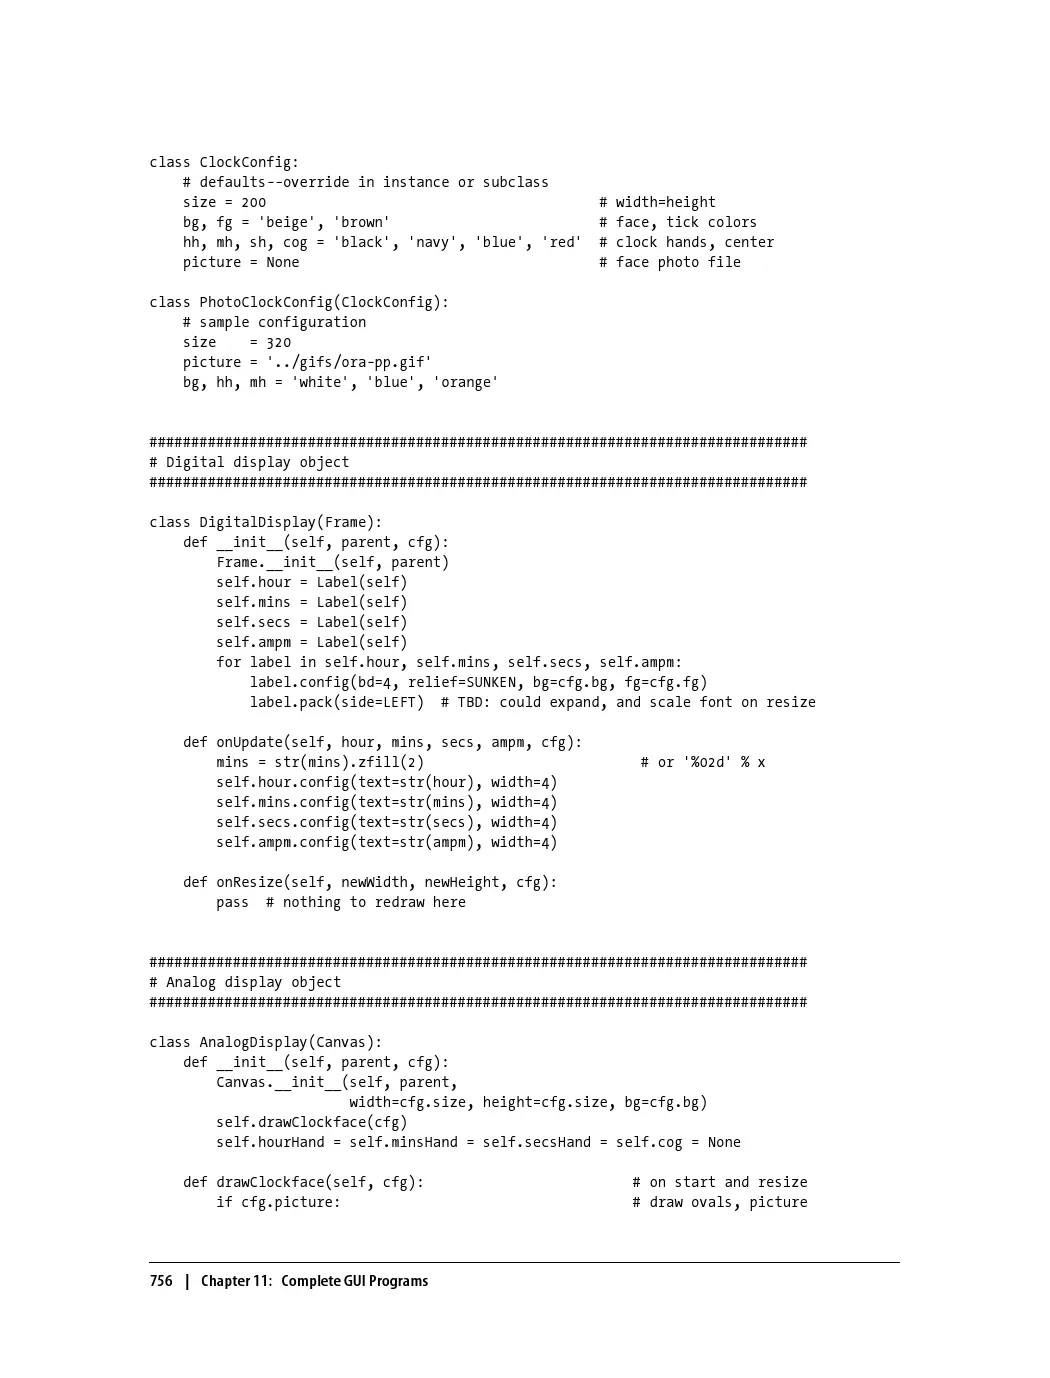 class ClockConfig:
    # defaults--override in instance or subclass
    size = 200                                        # width=height
    bg, fg = 'beige', 'brown'                         # face, tick colors
    hh, mh, sh, cog = 'black', 'navy', 'blue', 'red'  # clock hands, center
    picture = None                                    # face photo file

class PhotoClockConfig(ClockConfig):
    # sample configuration
    size    = 320
    picture = '../gifs/ora-pp.gif'
    bg, hh, mh = 'white', 'blue', 'orange'


###############################################################################
# Digital display object
###############################################################################

class DigitalDisplay(Frame):
    def __init__(self, parent, cfg):
        Frame.__init__(self, parent)
        self.hour = Label(self)
        self.mins = Label(self)
        self.secs = Label(self)
        self.ampm = Label(self)
        for label in self.hour, self.mins, self.secs, self.ampm:
            label.config(bd=4, relief=SUNKEN, bg=cfg.bg, fg=cfg.fg)
            label.pack(side=LEFT)  # TBD: could expand, and scale font on resize

    def onUpdate(self, hour, mins, secs, ampm, cfg):
        mins = str(mins).zfill(2)                          # or '%02d' % x
        self.hour.config(text=str(hour), width=4)
        self.mins.config(text=str(mins), width=4)
        self.secs.config(text=str(secs), width=4)
        self.ampm.config(text=str(ampm), width=4)

    def onResize(self, newWidth, newHeight, cfg):
        pass  # nothing to redraw here


###############################################################################
# Analog display object
###############################################################################

class AnalogDisplay(Canvas):
    def __init__(self, parent, cfg):
        Canvas.__init__(self, parent,
                        width=cfg.size, height=cfg.size, bg=cfg.bg)
        self.drawClockface(cfg)
        self.hourHand = self.minsHand = self.secsHand = self.cog = None

    def drawClockface(self, cfg):                         # on start and resize
        if cfg.picture:                                   # draw ovals, picture

756 | Chapter 11: Complete GUI Programs